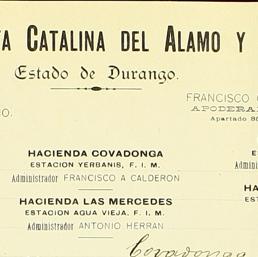 TA CATALINA DEL ALAMO Y
Estado de Durango.
FRANCISCO
APODERA
Apartado 85
HACIENDA COVADONGA
ESTACION YERBANIS, F. I. M.
Administrador FRANCISCO A CALDERON
HACIENDA LAS MERCEDES
ESTACION AGUA VIEJA, F. I. M.
Administrador ANTONIO HERRAN
Covadonga